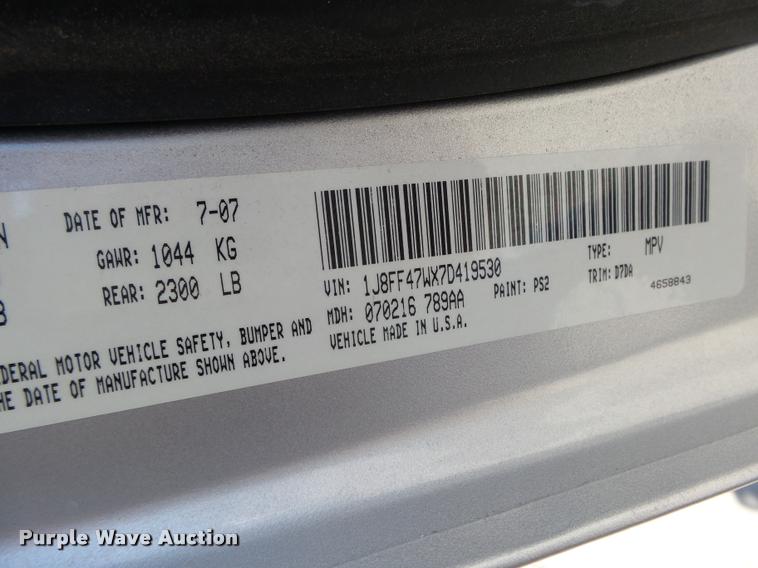 N
DATE OF MFR: 7-07
GAWR: 1044 KG
REAR: 2300 LB
B
VIN: 1J8FF47WX7D419530
TYPE: MPV
MDH: 070216 789AA
PAINT: PS2
TRIM: D7DA
VEHICLE MADE IN U.S.A.
4658843
DERAL MOTOR VEHICLE SAFETY, BUMPER AND
HE DATE OF MANUFACTURE SHOWN ABOVE.
Purple Wave Auction